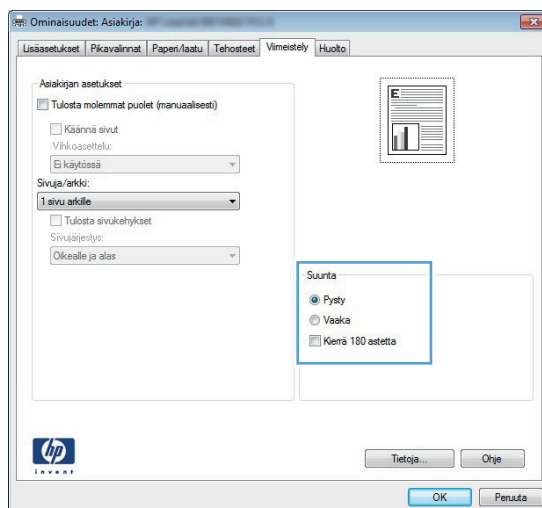 Ominaisuudet: Asiakirja:
Lisäasetukset Pikavalinnat Paperi/laatu Tehosteet Viimeistely Huolto
Asiakirjan asetukset
Tulosta molemmat puolet (manuaalisesti)
Käännä sivut
Vihkoasettelu:
Ei käytössä
Sivuja/arkki:
1 sivu arkille
Tulosta sivukehykset
Sivujärjestys:
Oikealle ja alas
E
Suunta
Pysty
Vaaka
Kierrä 180 astetta
hp
invent
Tietoja... Ohje
OK Peruuta